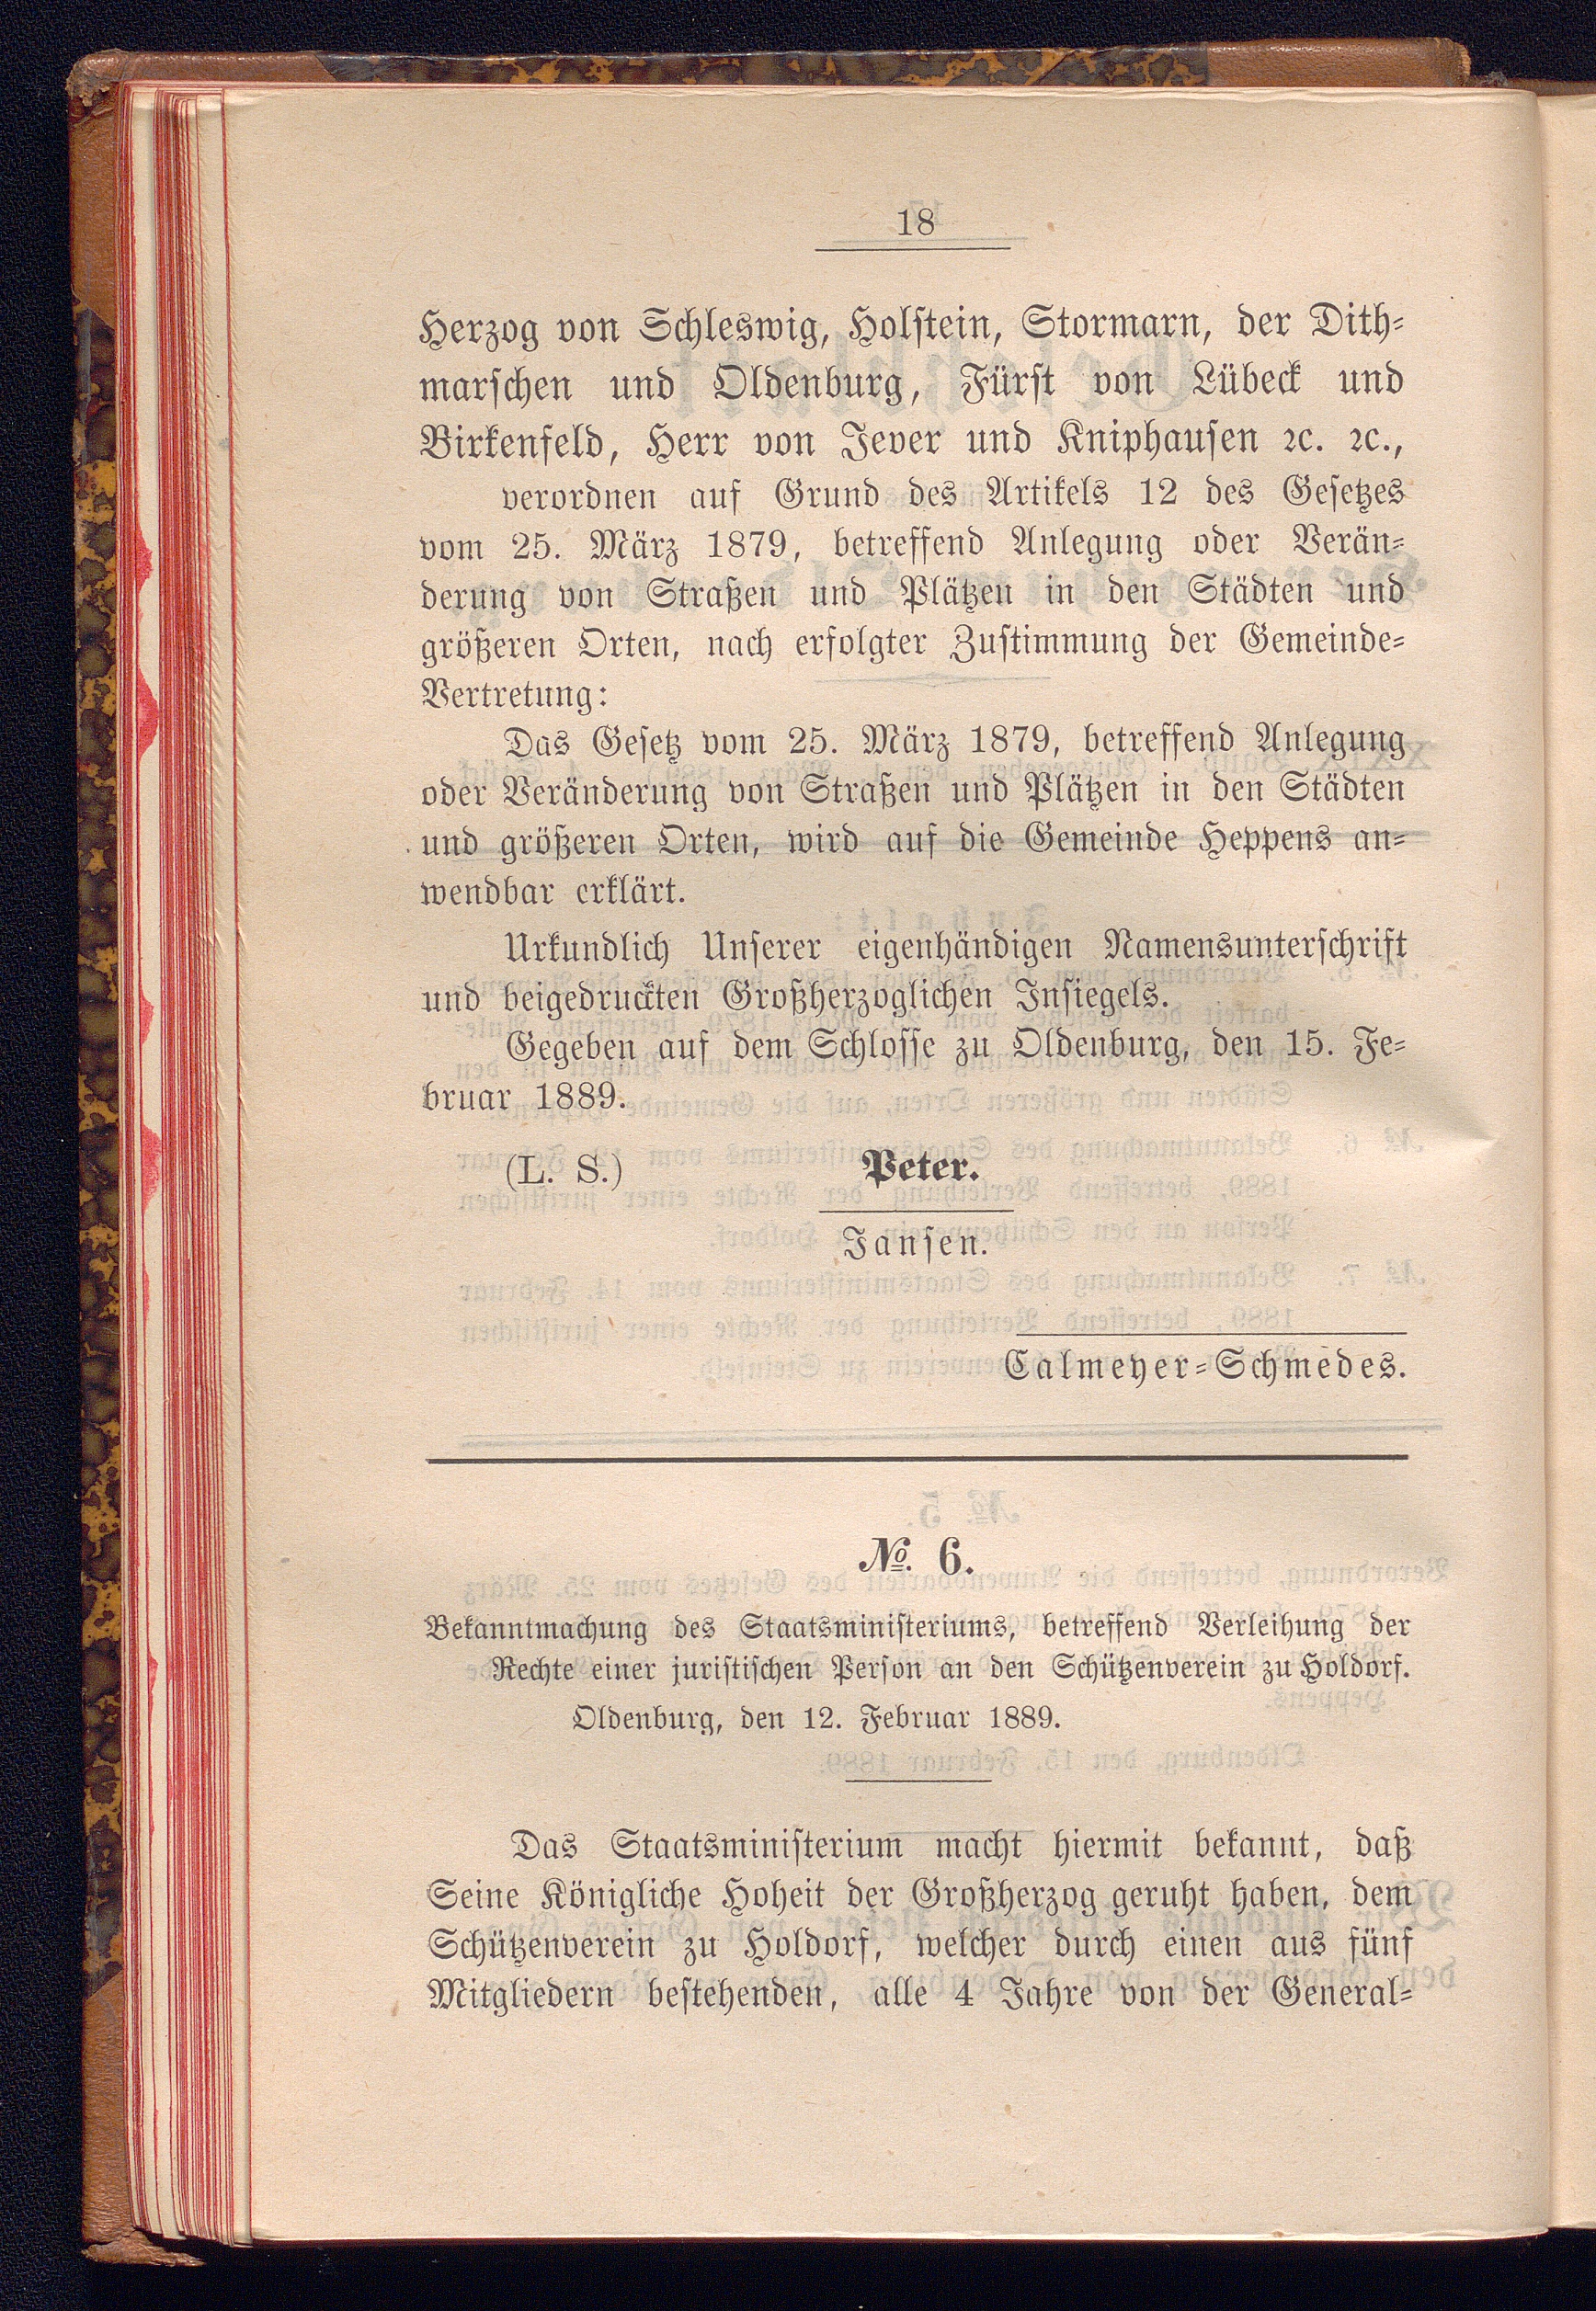 18
Herzog von Schleswig, Holstein, Stormarn, der Dith-
marschen und Oldenburg, Fürst von Lübeck und
Birkenfeld, Herr von Jever und Kniphausen ꝛc. ꝛc.,
verordnen auf Grund des Artikels 12 des Gesetzes
vom 25. März 1879, betreffend Anlegung oder Verän-
derung von Straßen und Plätzen in den Städten und
größeren Orten, nach erfolgter Zustimmung der Gemeinde-
Vertretung:
Das Gesetz vom 25. März 1879, betreffend Anlegung
oder Veränderung von Straßen und Plätzen in den Städten
und größeren Orten, wird auf die Gemeinde Heppens an-
wendbar erklärt.
Urkundlich Unserer eigenhändigen Namensunterschrift
und beigedruckten Großherzoglichen Insiegels.
Gegeben auf dem Schlosse zu Oldenburg, den 15. Fe-
bruar 1889.
(L. S.) Peter.
Jansen.
Calmeyer-Schmedes.
№. 6.
Bekanntmachung des Staatsministeriums, betreffend Verleihung der
Rechte einer juristischen Person an den Schützenverein zu Holdorf.
Oldenburg, den 12. Februar 1889.
Das Staatsministerium macht hiermit bekannt, daß
Seine Königliche Hoheit der Großherzog geruht haben, dem
Schützenverein zu Holdorf, welcher durch einen aus fünf
Mitgliedern bestehenden, alle 4 Jahre von der General-